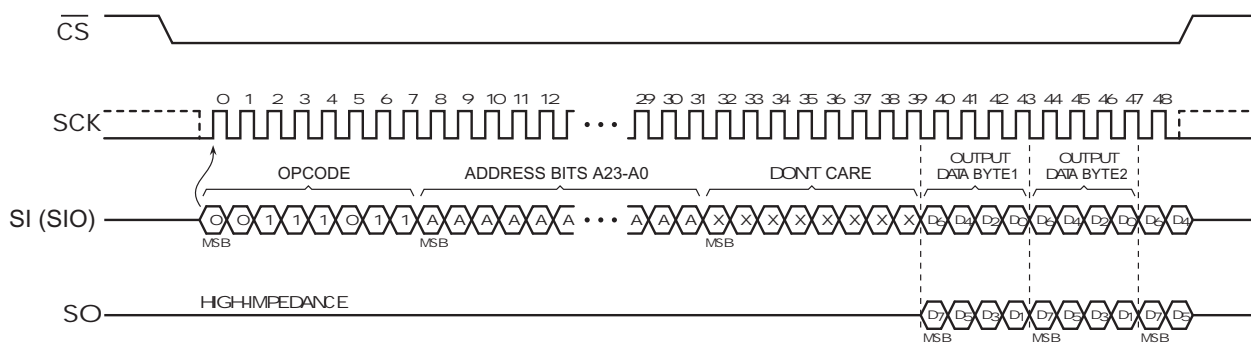 CS
0 1 2 3 4 5 6 7 8 9 10 11 12 29 30 31 32 33 34 35 36 37 38 39 40 41 42 43 44 45 46 47 48
SCK
OPCODE ADDRESS BITS A23-A0 DON'T CARE OUTPUT DATA BYTE1 OUTPUT DATA BYTE2
SI (SIO) 0 0 1 1 1 0 1 1 A A A A A A A A A X X X X X X X X D6 D4 D2 D0 D6 D4 D2 D0 D6 D4
MSB MSB MSB
HIGH-IMPEDANCE
SO D7 D5 D3 D1 D7 D5 D3 D1 D7 D5
MSB MSB MSB